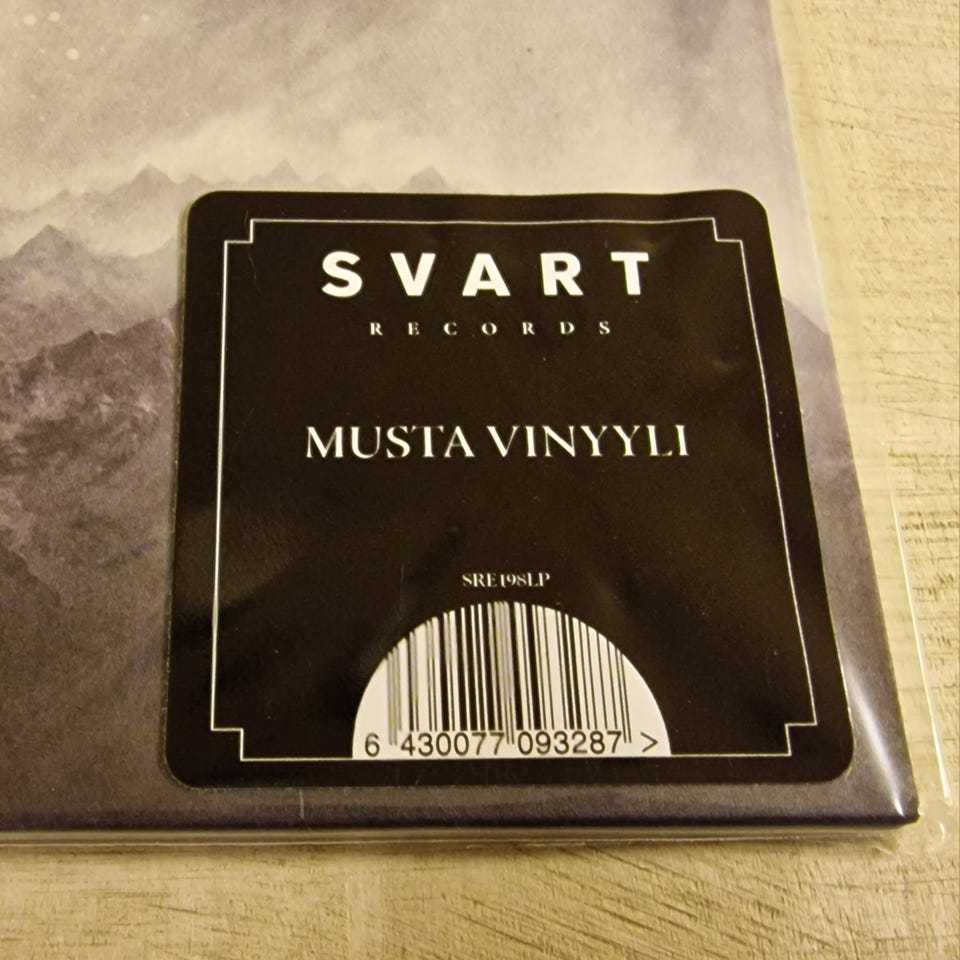 SVART
RECORDS
MUSTA VINYYLI
SRE198LP
6 430077 093287 >